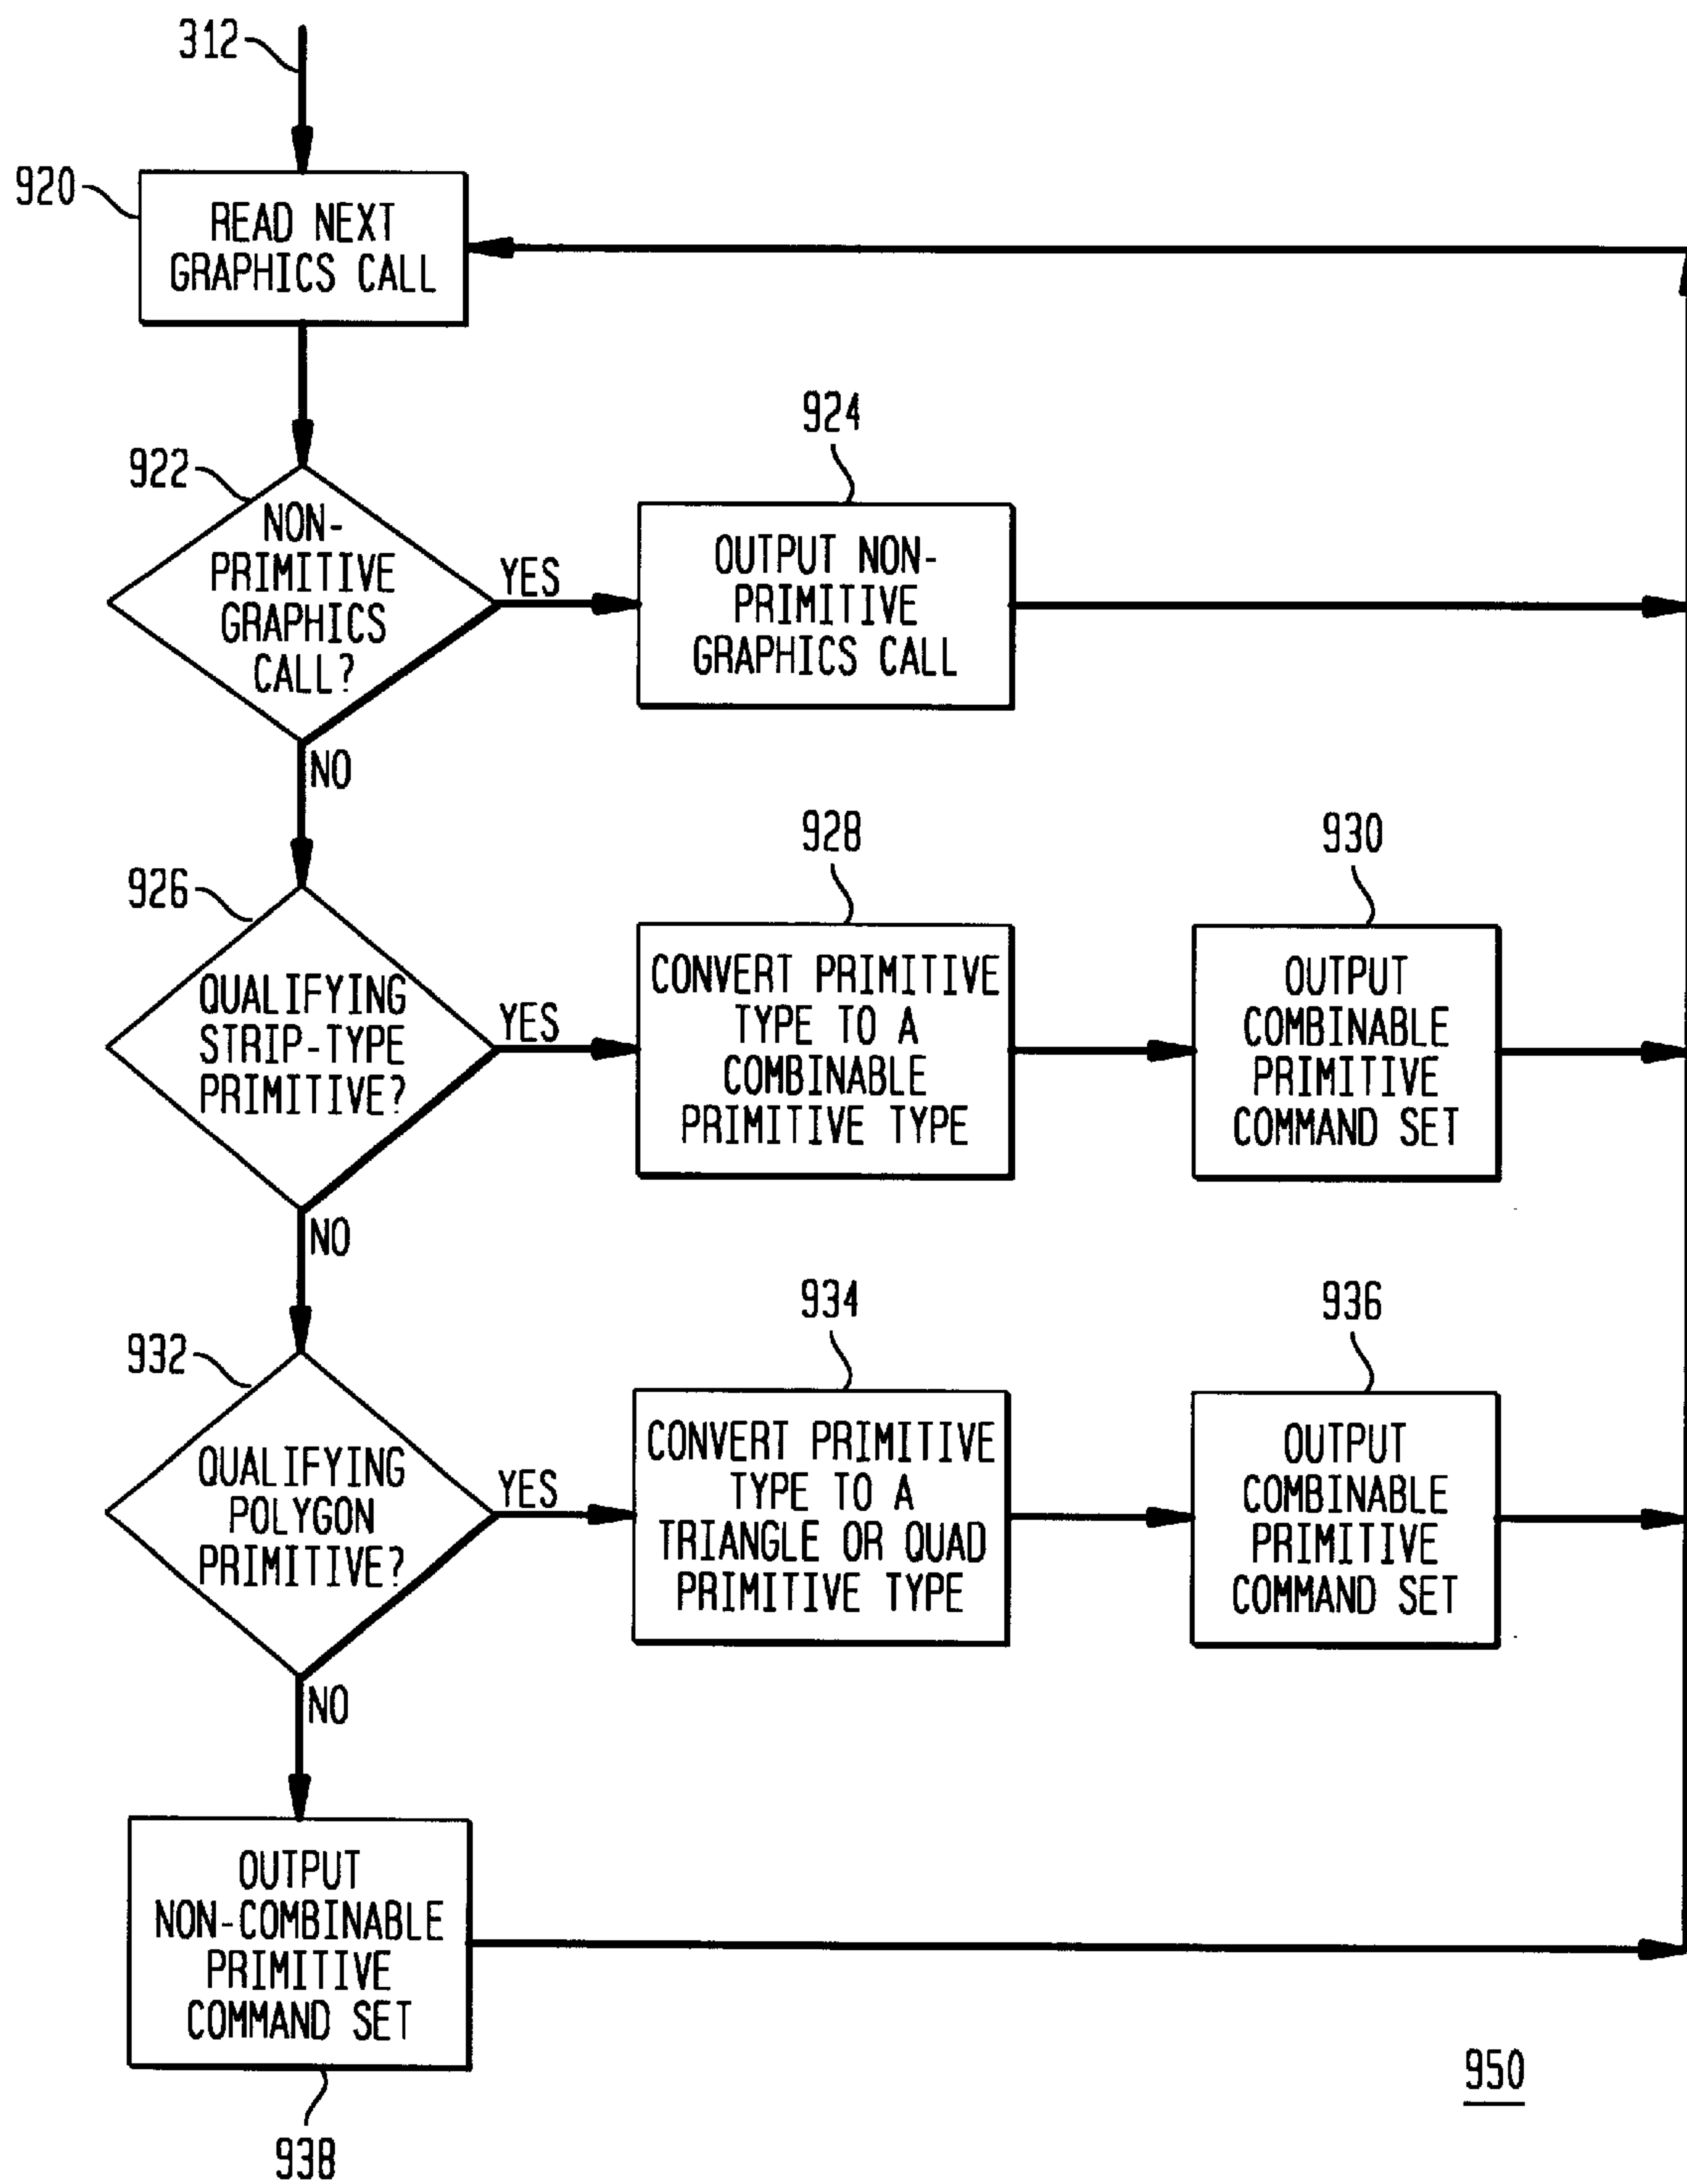 312
920
READ NEXT
GRAPHICS CALL
922
NON-
PRIMITIVE
GRAPHICS
CALL?
YES
NO
924
OUTPUT NON-
PRIMITIVE
GRAPHICS CALL
926
QUALIFYING
STRIP-TYPE
PRIMITIVE?
YES
NO
928
CONVERT PRIMITIVE
TYPE TO A
COMBINABLE
PRIMITIVE TYPE
930
OUTPUT
COMBINABLE
PRIMITIVE
COMMAND SET
932
QUALIFYING
POLYGON
PRIMITIVE?
YES
NO
934
CONVERT PRIMITIVE
TYPE TO A
TRIANGLE OR QUAD
PRIMITIVE TYPE
936
OUTPUT
COMBINABLE
PRIMITIVE
COMMAND SET
OUTPUT
NON-COMBINABLE
PRIMITIVE
COMMAND SET
938
950